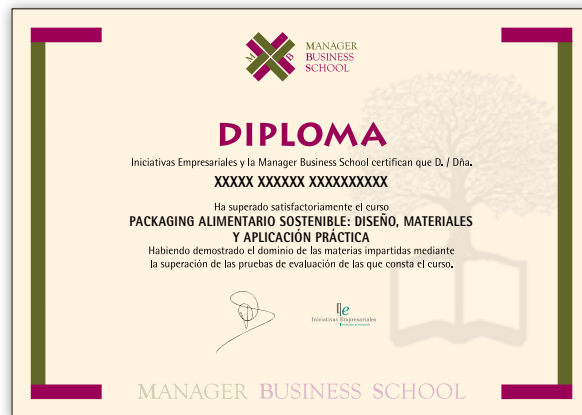 M B
MANAGER
BUSINESS
SCHOOL
DIPLOMA
Iniciativas Empresariales y la Manager Business School certifican que D. / Dña.
XXXXX XXXXXX XXXXXXXXXX
Ha superado satisfactoriamente el curso
PACKAGING ALIMENTARIO SOSTENIBLE: DISEÑO, MATERIALES
Y APLICACIÓN PRÁCTICA
Habiendo demostrado el dominio de las materias impartidas mediante
la superación de las pruebas de evaluación de las que consta el curso.
Ie
Iniciativas Empresariales
MANAGER BUSINESS SCHOOL